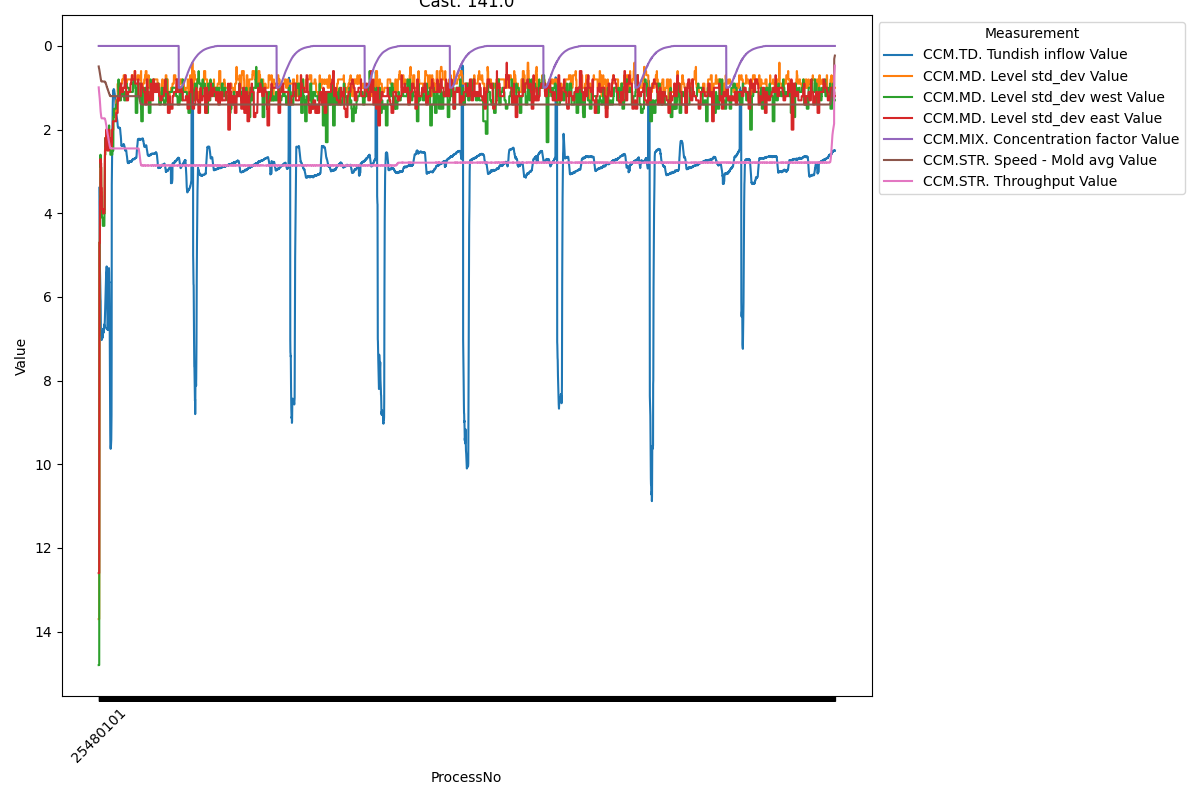 Cast: 141.0
Measurement
CCM.TD. Tundish inflow Value
CCM.MD. Level std_dev Value
CCM.MD. Level std_dev west Value
CCM.MD. Level std_dev east Value
CCM.MIX. Concentration factor Value
CCM.STR. Speed - Mold avg Value
CCM.STR. Throughput Value
Value
0
2
4
6
8
10
12
14
25480101
ProcessNo